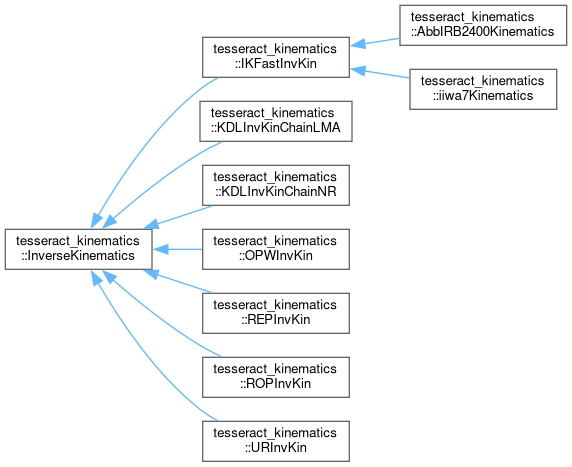 tesseract_kinematics
::InverseKinematics
tesseract_kinematics
::IKFastInvKin
tesseract_kinematics
::AbbIRB2400Kinematics
tesseract_kinematics
::iiwa7Kinematics
tesseract_kinematics
::KDLInvKinChainLMA
tesseract_kinematics
::KDLInvKinChainNR
tesseract_kinematics
::OPWInvKin
tesseract_kinematics
::REPInvKin
tesseract_kinematics
::ROPInvKin
tesseract_kinematics
::URInvKin